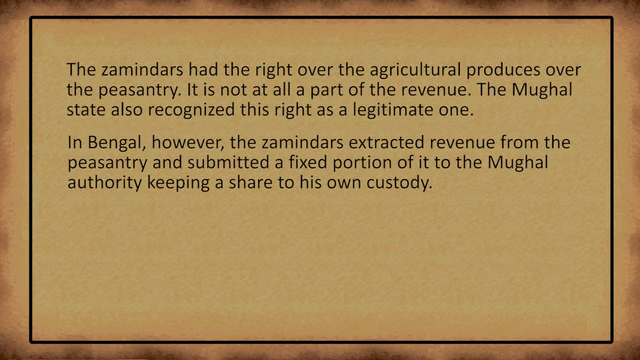 The zamindars had the right over the agricultural produces over
the peasantry. It is not at all a part of the revenue. The Mughal
state also recognized this right as a legitimate one.
In Bengal, however, the zamindars extracted revenue from the
peasantry and submitted a fixed portion of it to the Mughal
authority keeping a share to his own custody.